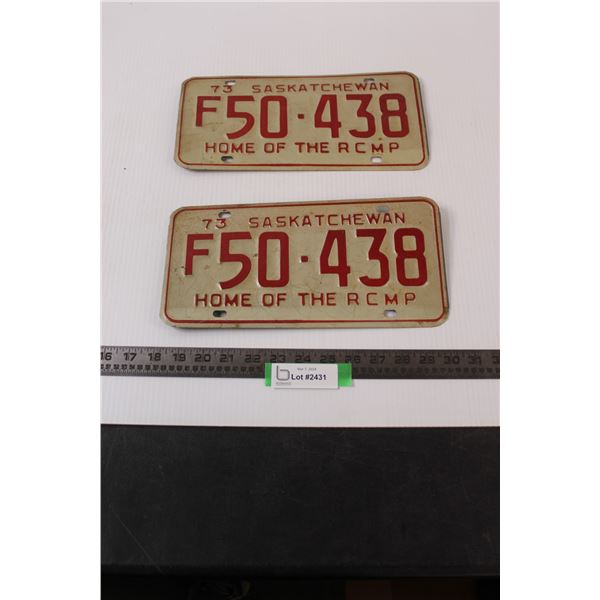 73 SASKATCHEWAN
F50·438
HOME OF THE RCMP
73 SASKATCHEWAN
F50·438
HOME OF THE RCMP
16 17 18 19 20 21 22 23 24 25 26 27 28 29 30 31
Lot #2431